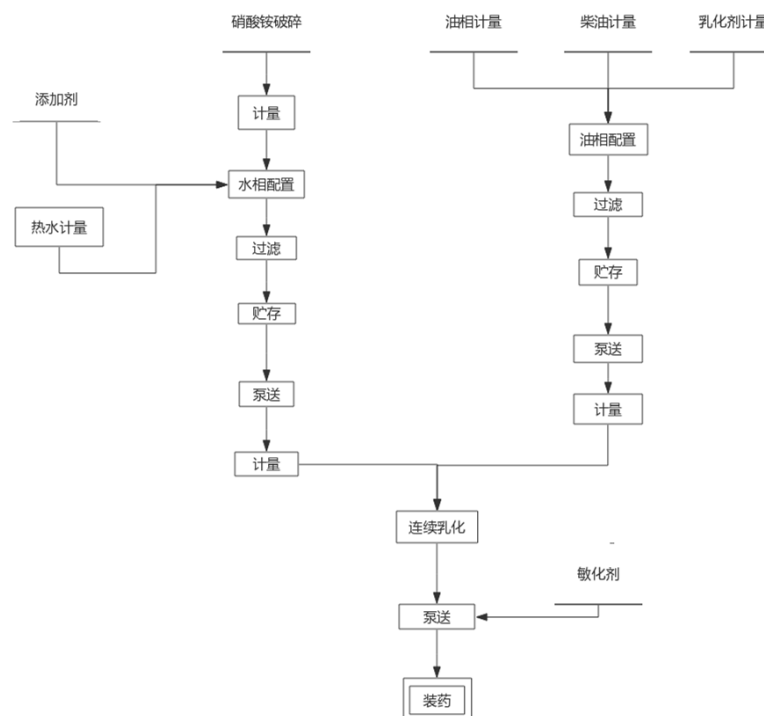 硝酸铵破碎
油相计量
柴油计量
乳化剂计量
添加剂
计量
油相配置
水相配置
过滤
热水计量
过滤
贮存
贮存
泵送
泵送
计量
计量
连续乳化
敏化剂
泵送
装药